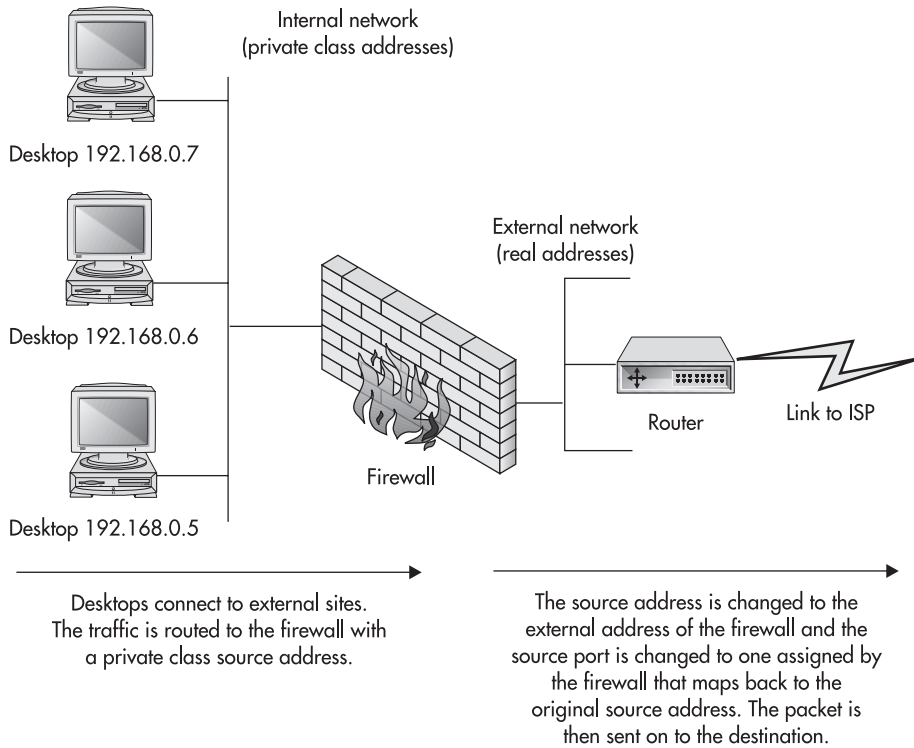 Internal network
(private class addresses)
Desktop 192.168.0.7
External network
(real addresses)
Desktop 192.168.0.6
Router
Link to ISP
Firewall
Desktop 192.168.0.5
Desktops connect to external sites.
The traffic is routed to the firewall with
a private class source address.
The source address is changed to the
external address of the firewall and the
source port is changed to one assigned by
the firewall that maps back to the
original source address. The packet is
then sent on to the destination.